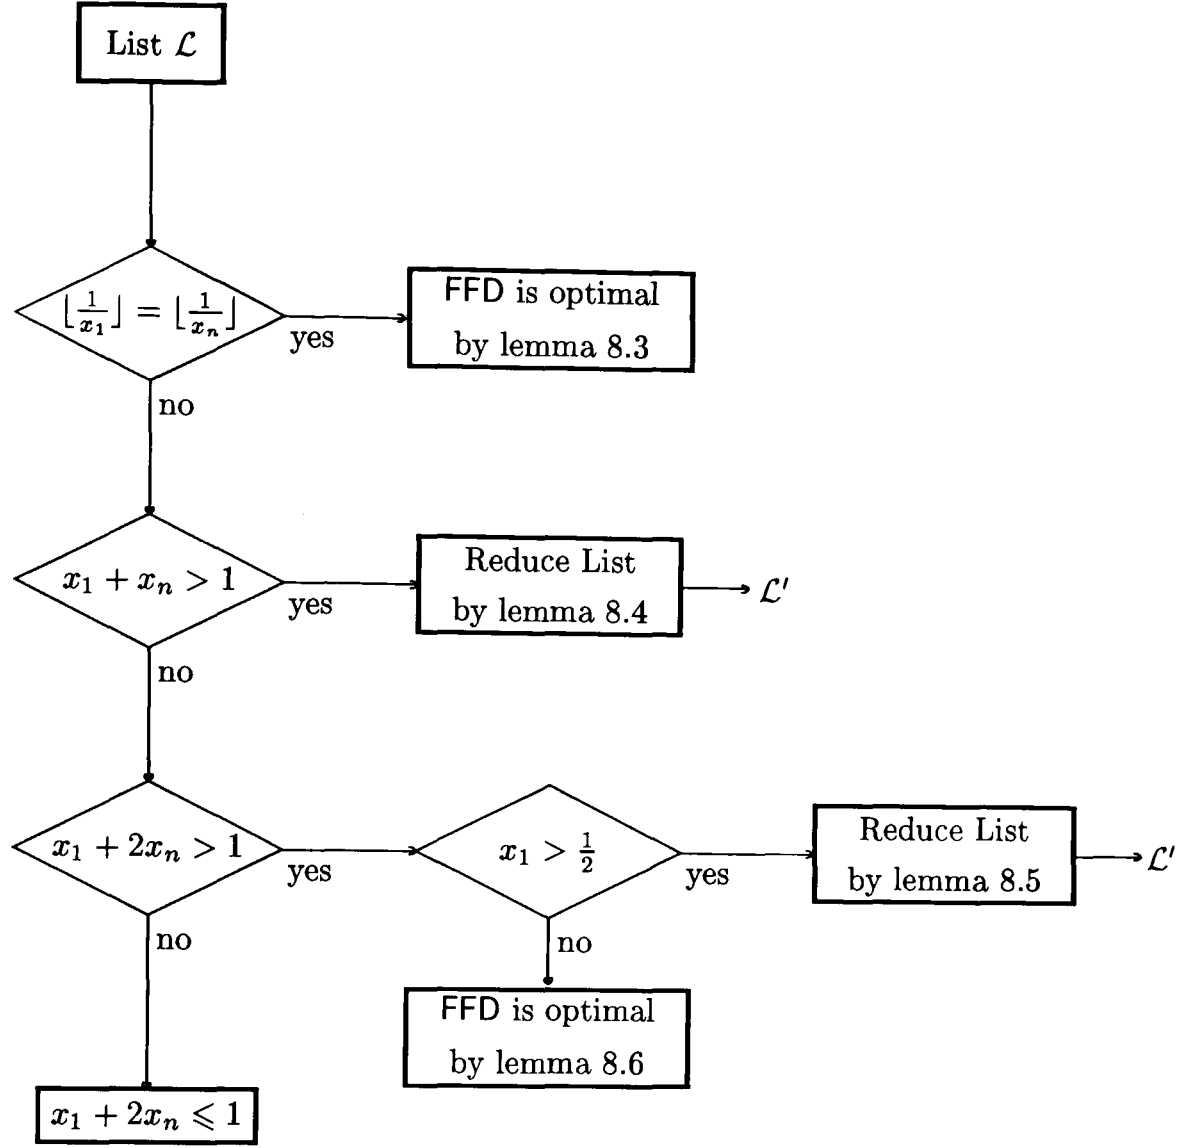 List ℒ
⌊1/x₁⌋ = ⌊1/xₙ⌋
yes
FFD is optimal
by lemma 8.3
no
x₁ + xₙ > 1
yes
Reduce List
by lemma 8.4
ℒ′
no
x₁ + 2xₙ > 1
yes
x₁ > 1/2
yes
Reduce List
by lemma 8.5
ℒ′
no
no
FFD is optimal
by lemma 8.6
x₁ + 2xₙ ⩽ 1